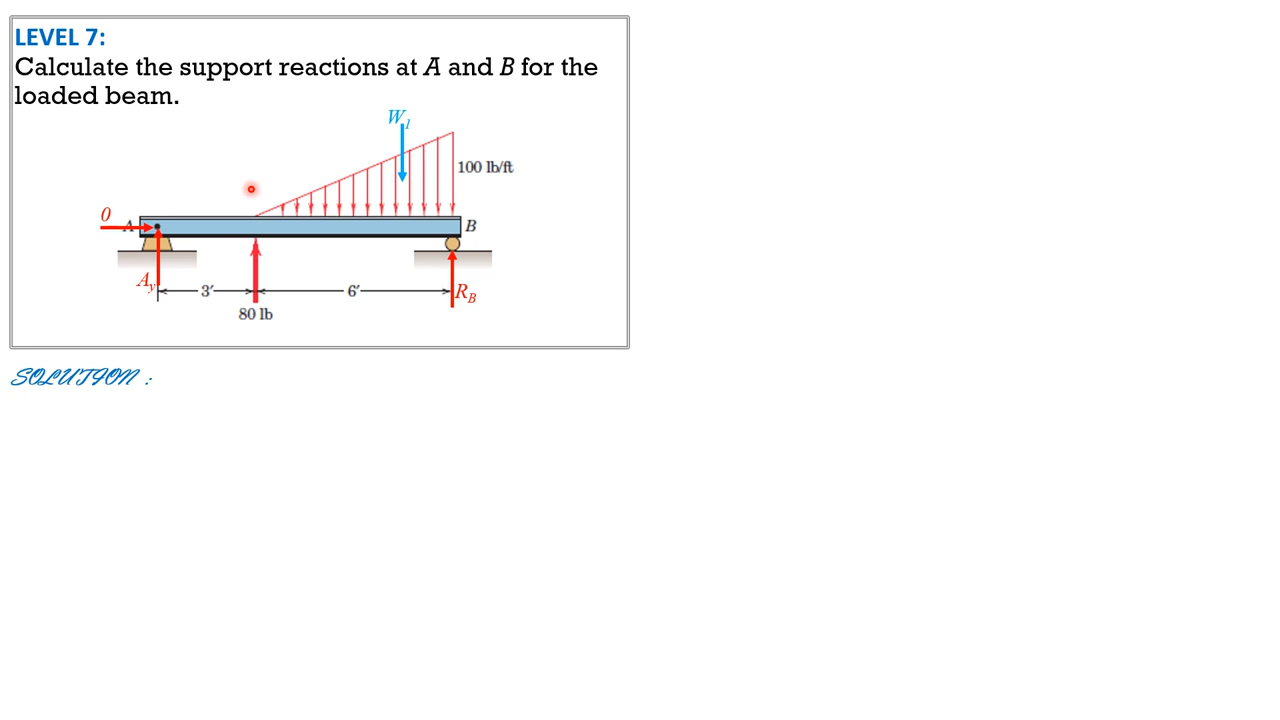 LEVEL 7:
Calculate the support reactions at A and B for the
loaded beam.
W1
100 lb/ft
0
A
B
Ay
3′
6′
RB
80 lb
SOLUTION :